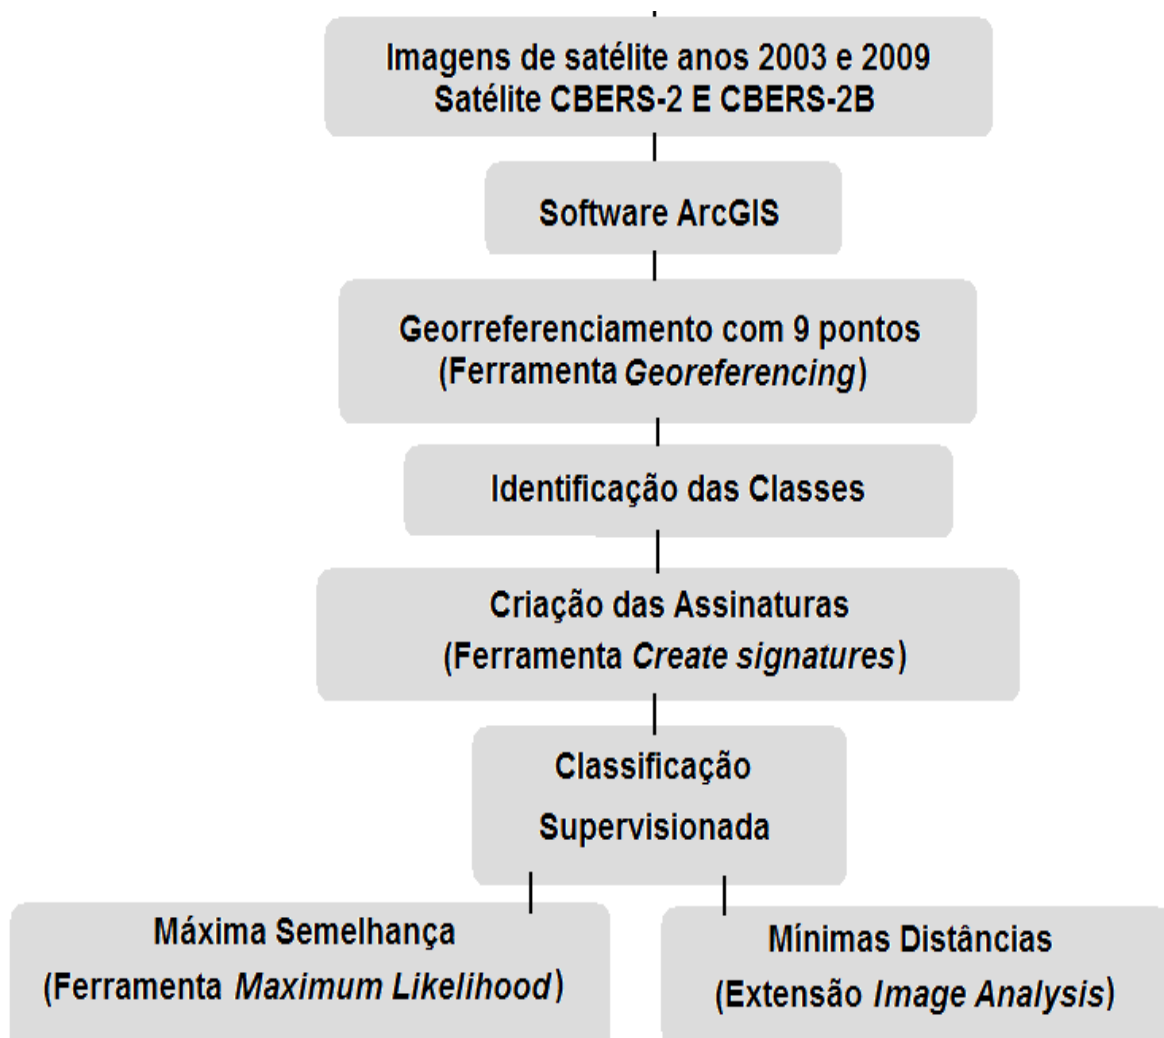 Imagens de satélite anos 2003 e 2009
Satélite CBERS-2 E CBERS-2B
Software ArcGIS
Georreferenciamento com 9 pontos
(Ferramenta Georeferencing)
Identificação das Classes
Criação das Assinaturas
(Ferramenta Create signatures)
Classificação
Supervisionada
Máxima Semelhança
(Ferramenta Maximum Likelihood)
Mínimas Distâncias
(Extensão Image Analysis)